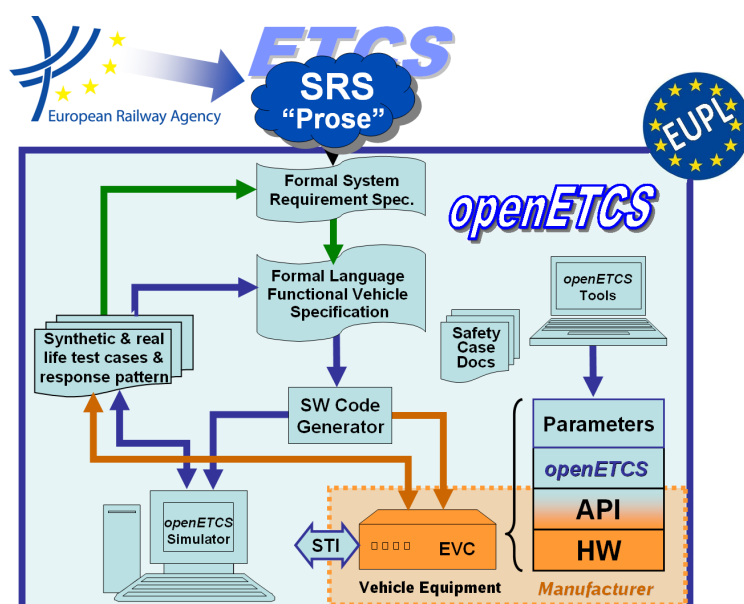 ETCS
SRS
“Prose”
European Railway Agency
EUPL
Formal System
Requirement Spec.
openETCS
Formal Language
Functional Vehicle
Specification
openETCS
Tools
Synthetic & real
life test cases &
response pattern
Safety
Case
Docs
SW Code
Generator
Parameters
openETCS
API
HW
openETCS
Simulator
STI
EVC
Vehicle Equipment
Manufacturer